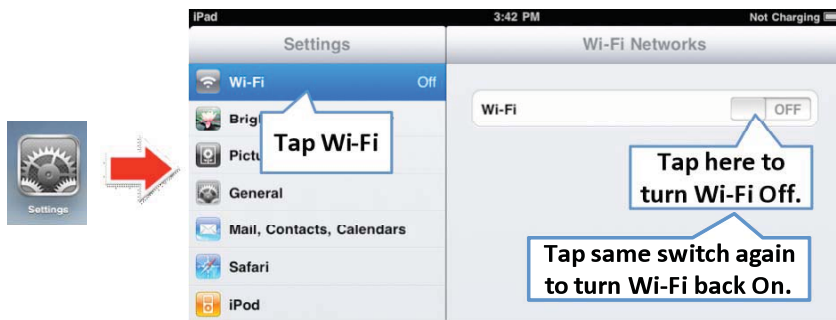 iPad 3:42 PM Not Charging
Settings Wi-Fi Networks
Wi-Fi Off
Wi-Fi OFF
Brig
Tap Wi-Fi
Pictu
General
Mail, Contacts, Calendars
Safari
iPod
Settings
Tap here to
turn Wi-Fi Off.
Tap same switch again
to turn Wi-Fi back On.